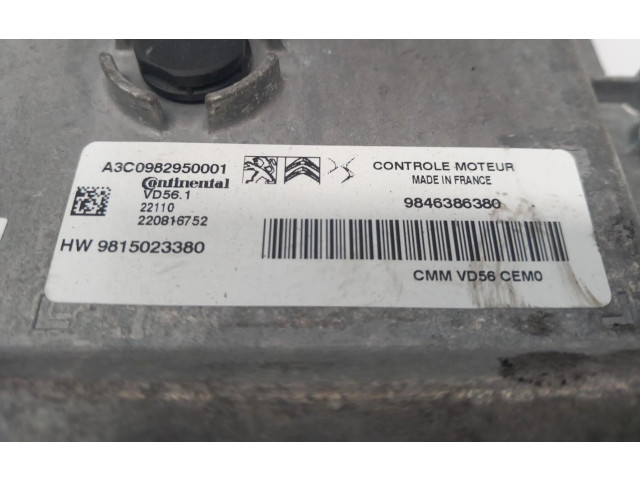 A3C0982950001
Continental
VD56.1
22110
220816752
HW 9815023380
CONTROLE MOTEUR
MADE IN FRANCE
9846386380
CMM VD56 CEM0